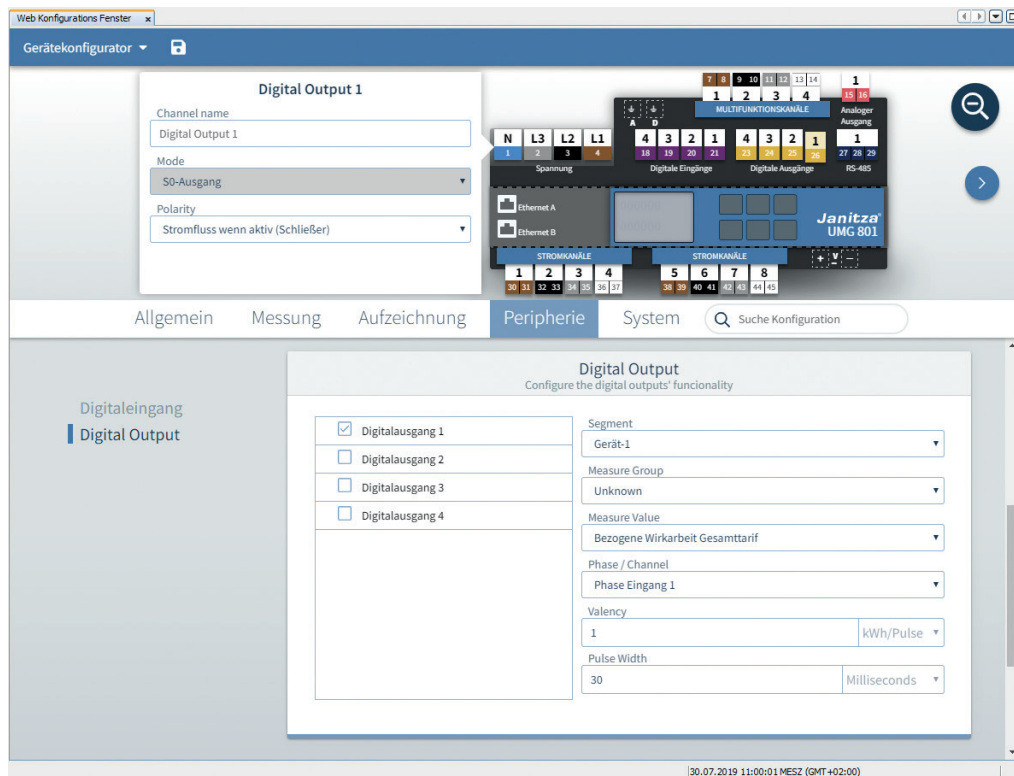 Web Konfigurations Fenster x
Gerätekonfigurator
Digital Output 1
Channel name
Digital Output 1
Mode
S0-Ausgang
Polarity
Stromfluss wenn aktiv (Schließer)
7 8 9 10 11 12 13 14
1 2 3 4
MULTIFUNKTIONSKANÄLE
1
15 16
Analoger
Ausgang
A D
N L3 L2 L1
1 2 3 4
Spannung
4 3 2 1
18 19 20 21
Digitale Eingänge
4 3 2 1
23 24 25 26
Digitale Ausgänge
1
27 28 29
RS-485
Ethernet A
Ethernet B
Janitza®
UMG 801
STROMKANÄLE
1 2 3 4
30 31 32 33 34 35 36 37
STROMKANÄLE
5 6 7 8
38 39 40 41 42 43 44 45
+ V −
Allgemein Messung Aufzeichnung Peripherie System Suche Konfiguration
Digitaleingang
Digital Output
Digital Output
Configure the digital outputs' funcionality
Digitalausgang 1
Digitalausgang 2
Digitalausgang 3
Digitalausgang 4
Segment
Gerät-1
Measure Group
Unknown
Measure Value
Bezogene Wirkarbeit Gesamttarif
Phase / Channel
Phase Eingang 1
Valency
1 kWh/Pulse
Pulse Width
30 Milliseconds
30.07.2019 11:00:01 MESZ (GMT+02:00)